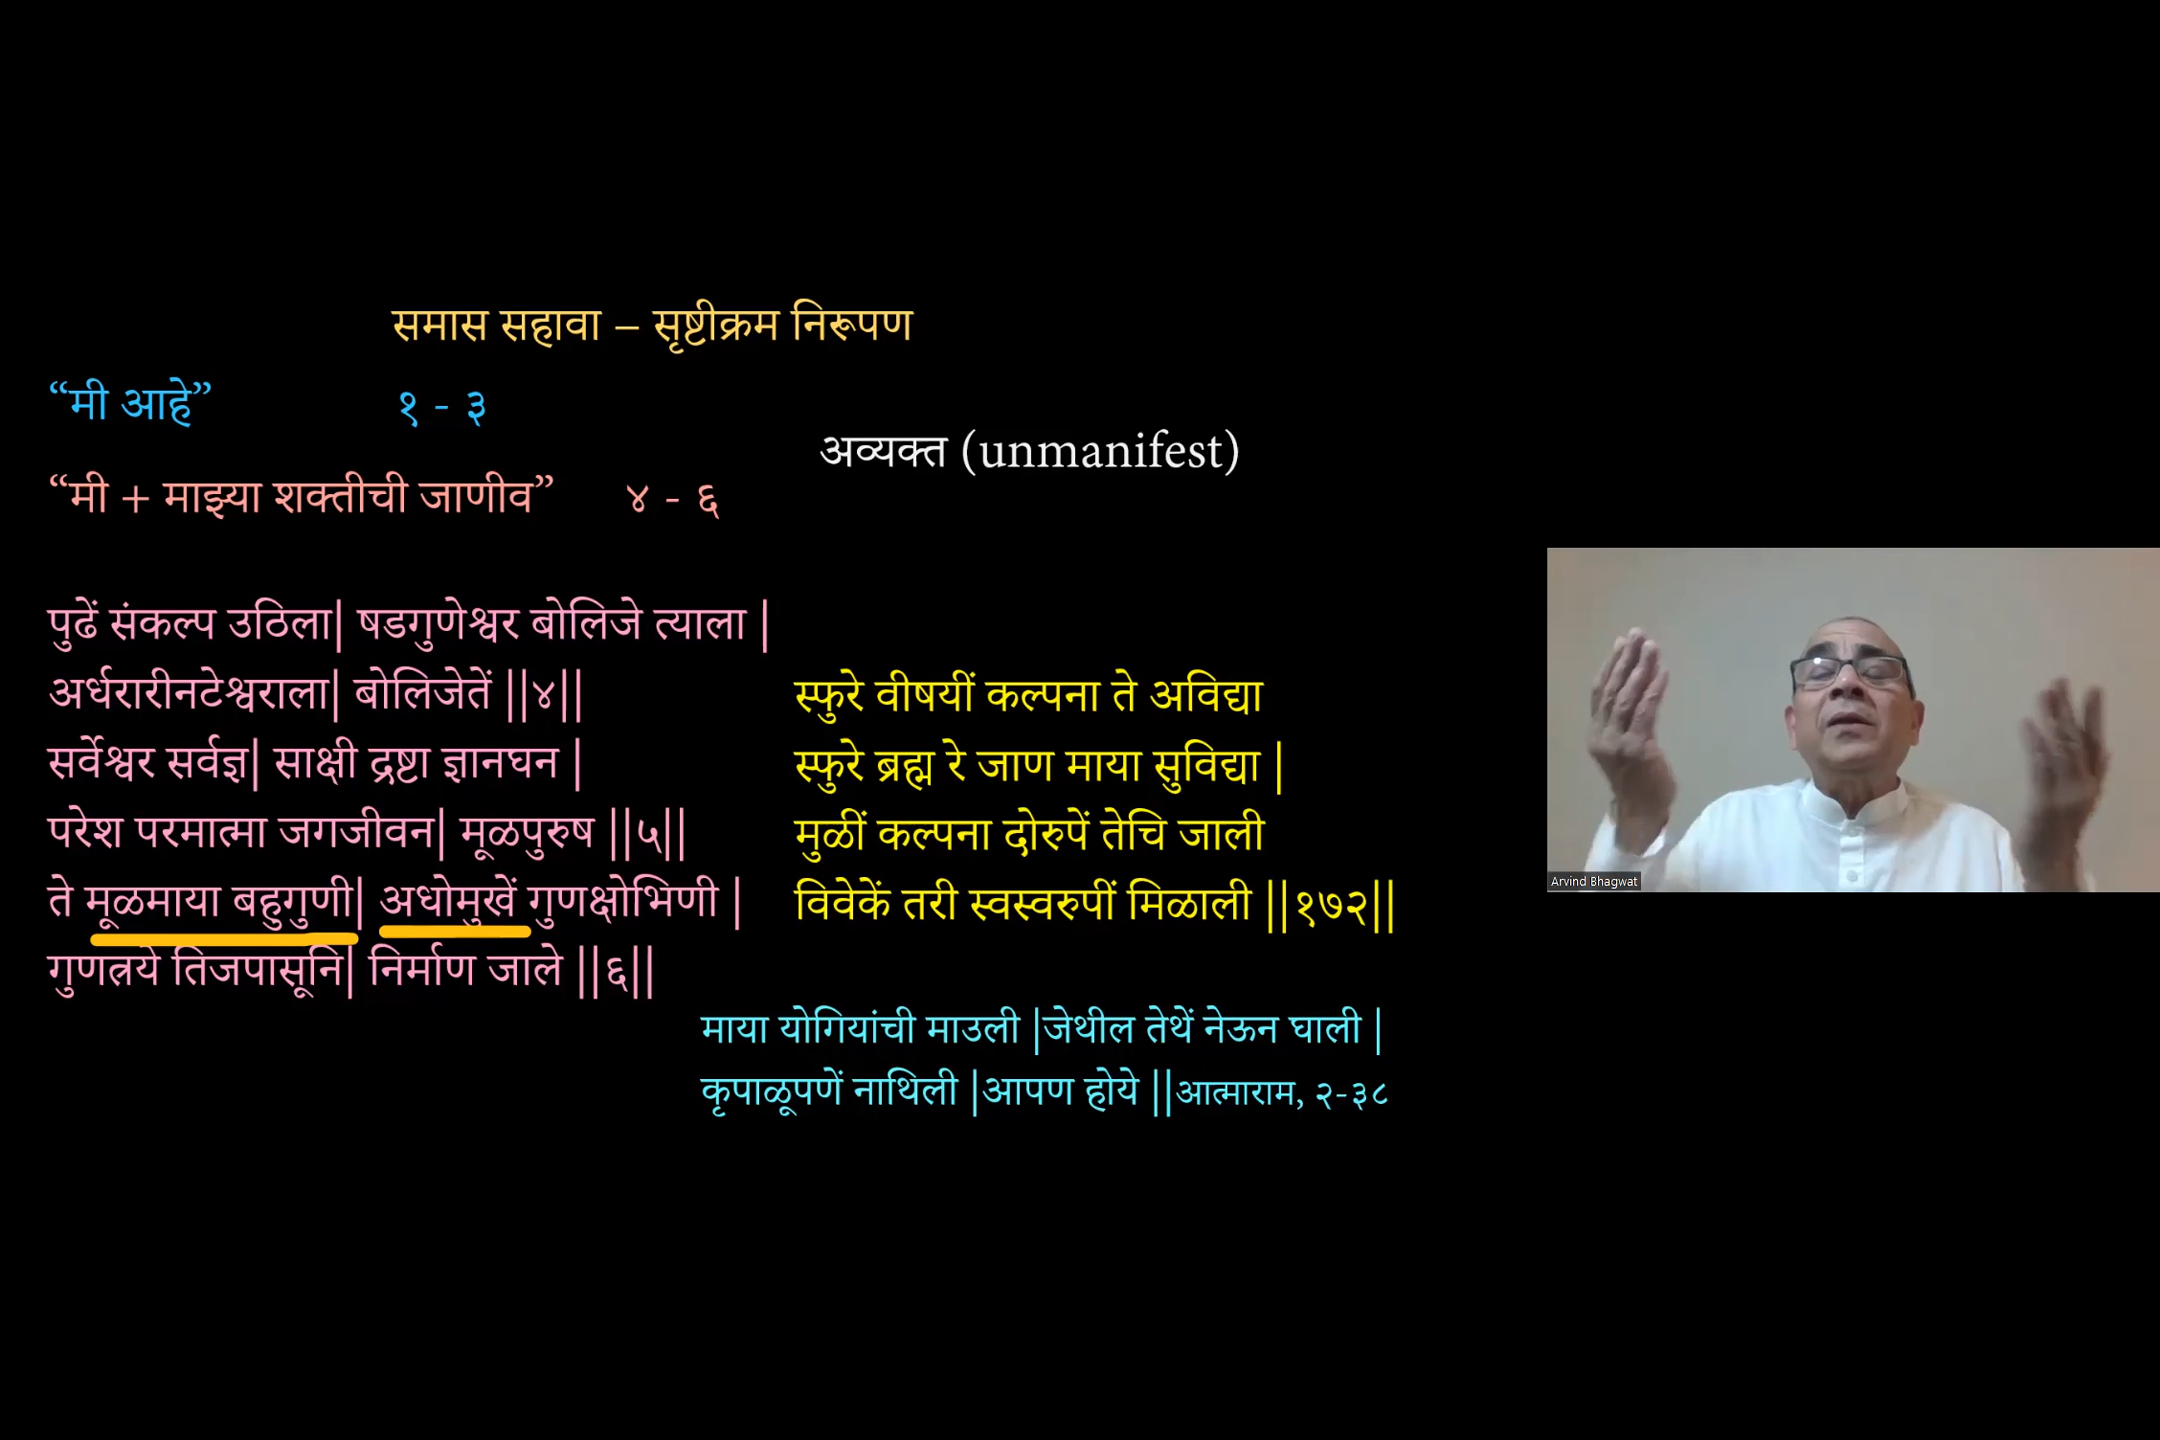 समास सहावा – सृष्टीक्रम निरूपण
“मी आहे” १ - ३
अव्यक्त (unmanifest)
“मी + माझ्या शक्तीची जाणीव” ४ - ६
पुढें संकल्प उठिला| षडगुणेश्वर बोलिजे त्याला |
अर्धरारीनटेश्वराला| बोलिजेतें ||४||
सर्वेश्वर सर्वज्ञ| साक्षी द्रष्टा ज्ञानघन |
परेश परमात्मा जगजीवन| मूळपुरुष ||५||
ते मूळमाया बहुगुणी| अधोमुखें गुणक्षोभिणी |
गुणत्रये तिजपासूनि| निर्माण जाले ||६||
स्फुरे वीषयीं कल्पना ते अविद्या
स्फुरे ब्रह्म रे जाण माया सुविद्या |
मुळीं कल्पना दोरुपें तेचि जाली
विवेकें तरी स्वस्वरुपीं मिळाली ||१७२||
माया योगियांची माउली |जेथील तेथें नेऊन घाली |
कृपाळूपणें नाथिली |आपण होये ||आत्माराम, २-३८
Arvind Bhagwat